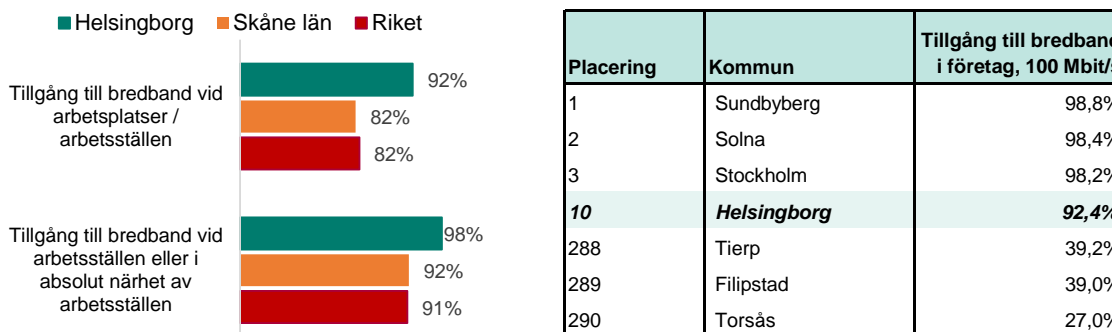 Helsingborg Skåne län Riket
Tillgång till bredband vid
arbetsplatser /
arbetsställen
92%
82%
82%
Tillgång till bredband vid
arbetsställen eller i
absolut närhet av
arbetsställen
98%
92%
91%
Placering Kommun Tillgång till bredband
i företag, 100 Mbit/s
1 Sundbyberg 98,8%
2 Solna 98,4%
3 Stockholm 98,2%
10 Helsingborg 92,4%
288 Tierp 39,2%
289 Filipstad 39,0%
290 Torsås 27,0%